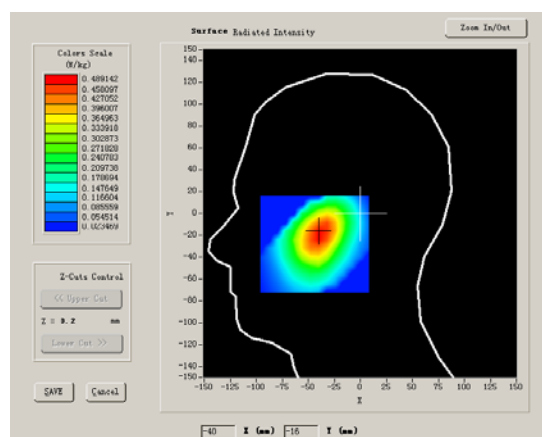 Surface Radiated Intensity
Zoom In/Out
Colors Scale
(W/kg)
0.489142
0.458097
0.427052
0.396007
0.364963
0.333918
0.302873
0.271828
0.240783
0.209738
0.178694
0.147649
0.116604
0.085559
0.054514
0.023469
150
140
120
100
80
60
40
20
0
-20
-40
-60
-80
-100
-120
-140
-150
Y
-150 -125 -100 -75 -50 -25 0 25 50 75 100 125 150
X
Z-Cuts Control
<< Upper Cut
Z = 9.2 mm
Lower Cut >>
SAVE
Cancel
-40 X (mm) -16 Y (mm)